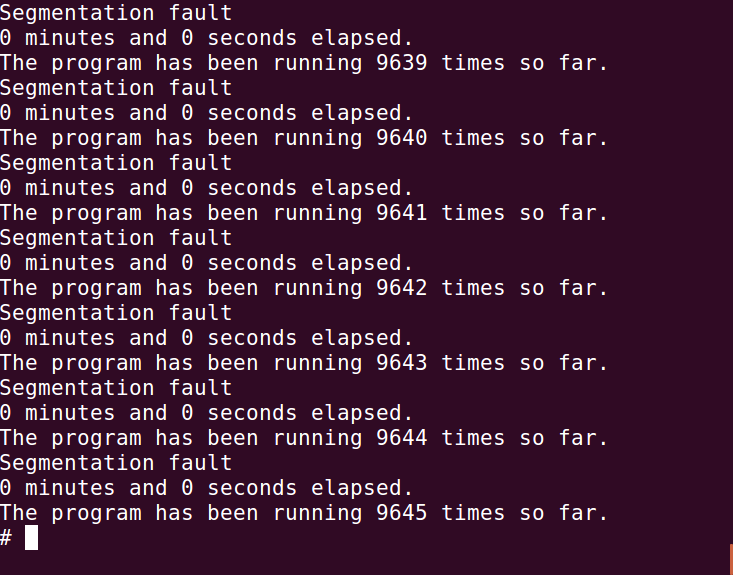 Segmentation fault
0 minutes and 0 seconds elapsed.
The program has been running 9639 times so far.
Segmentation fault
0 minutes and 0 seconds elapsed.
The program has been running 9640 times so far.
Segmentation fault
0 minutes and 0 seconds elapsed.
The program has been running 9641 times so far.
Segmentation fault
0 minutes and 0 seconds elapsed.
The program has been running 9642 times so far.
Segmentation fault
0 minutes and 0 seconds elapsed.
The program has been running 9643 times so far.
Segmentation fault
0 minutes and 0 seconds elapsed.
The program has been running 9644 times so far.
Segmentation fault
0 minutes and 0 seconds elapsed.
The program has been running 9645 times so far.
#